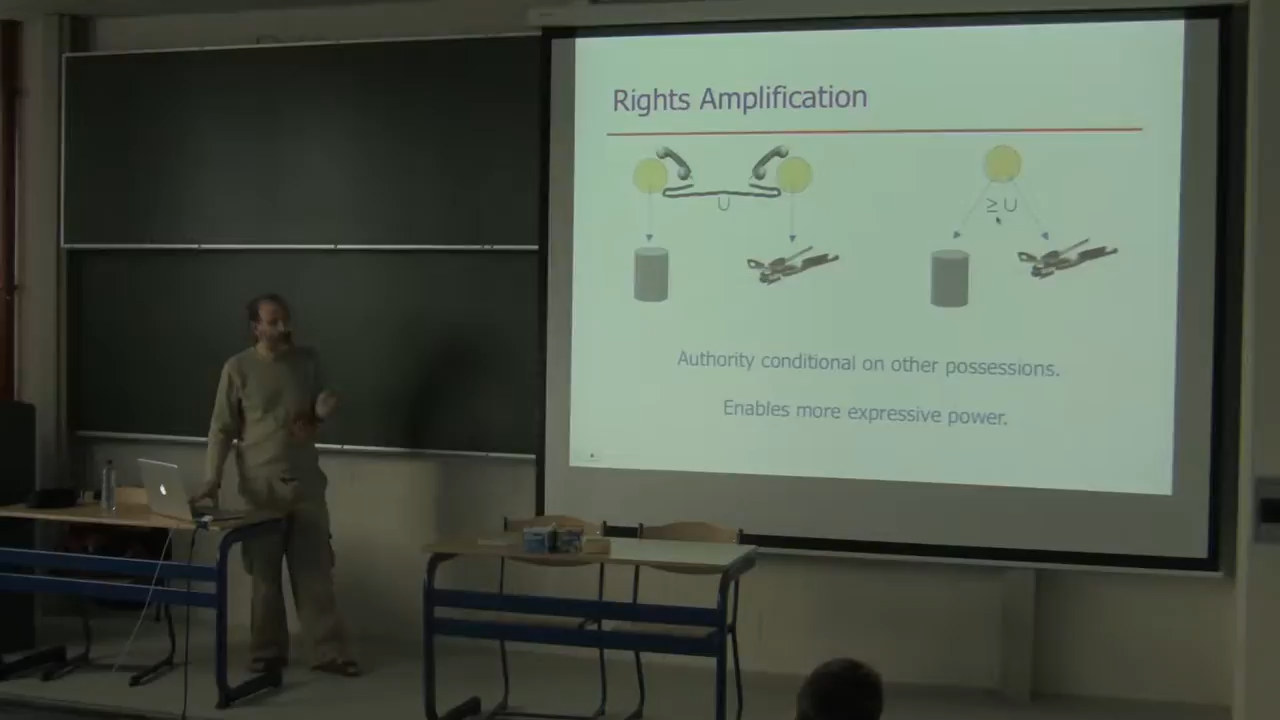 Rights Amplification
U
≥ U
Authority conditional on other possessions.
Enables more expressive power.